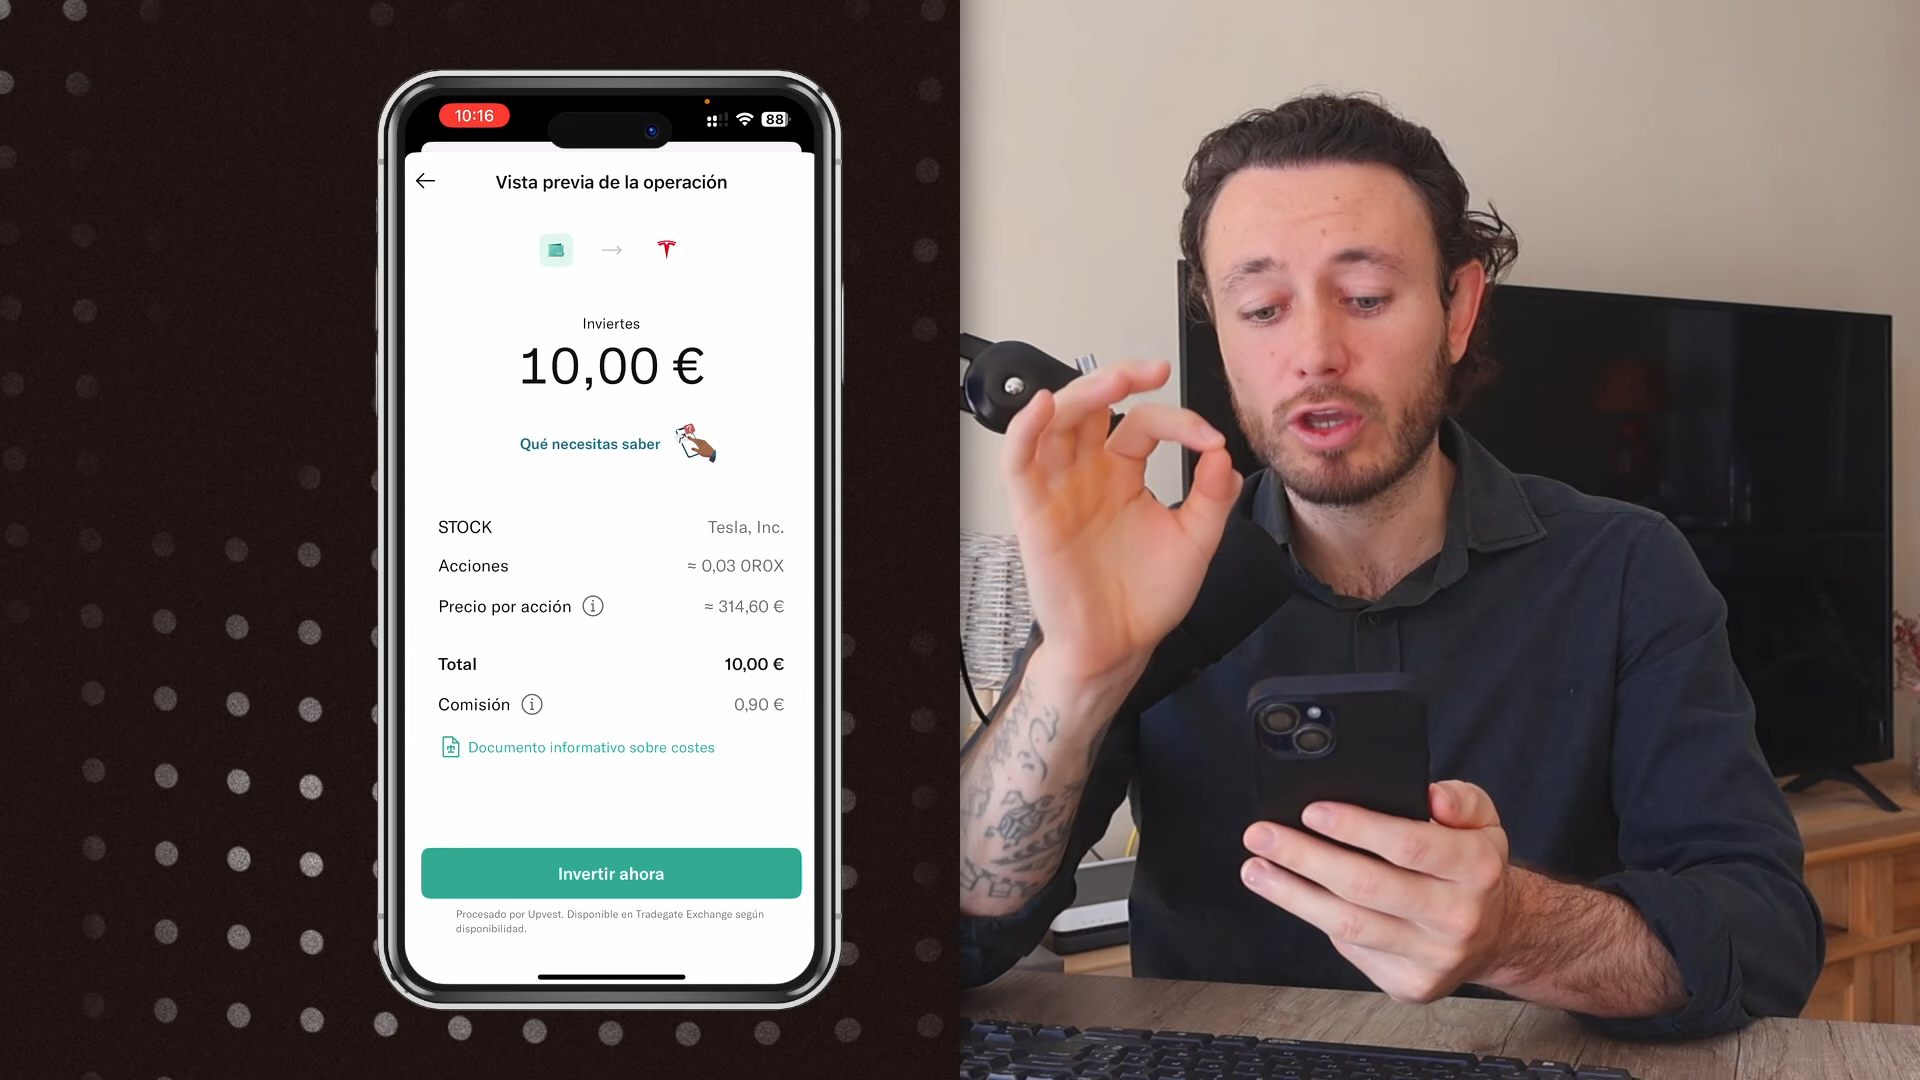 10:16
88
Vista previa de la operación
Inviertes
10,00 €
Qué necesitas saber
STOCK Tesla, Inc.
Acciones ≈ 0,03 0R0X
Precio por acción ≈ 314,60 €
Total 10,00 €
Comisión 0,90 €
Documento informativo sobre costes
Invertir ahora
Procesado por Upvest. Disponible en Tradegate Exchange según
disponibilidad.